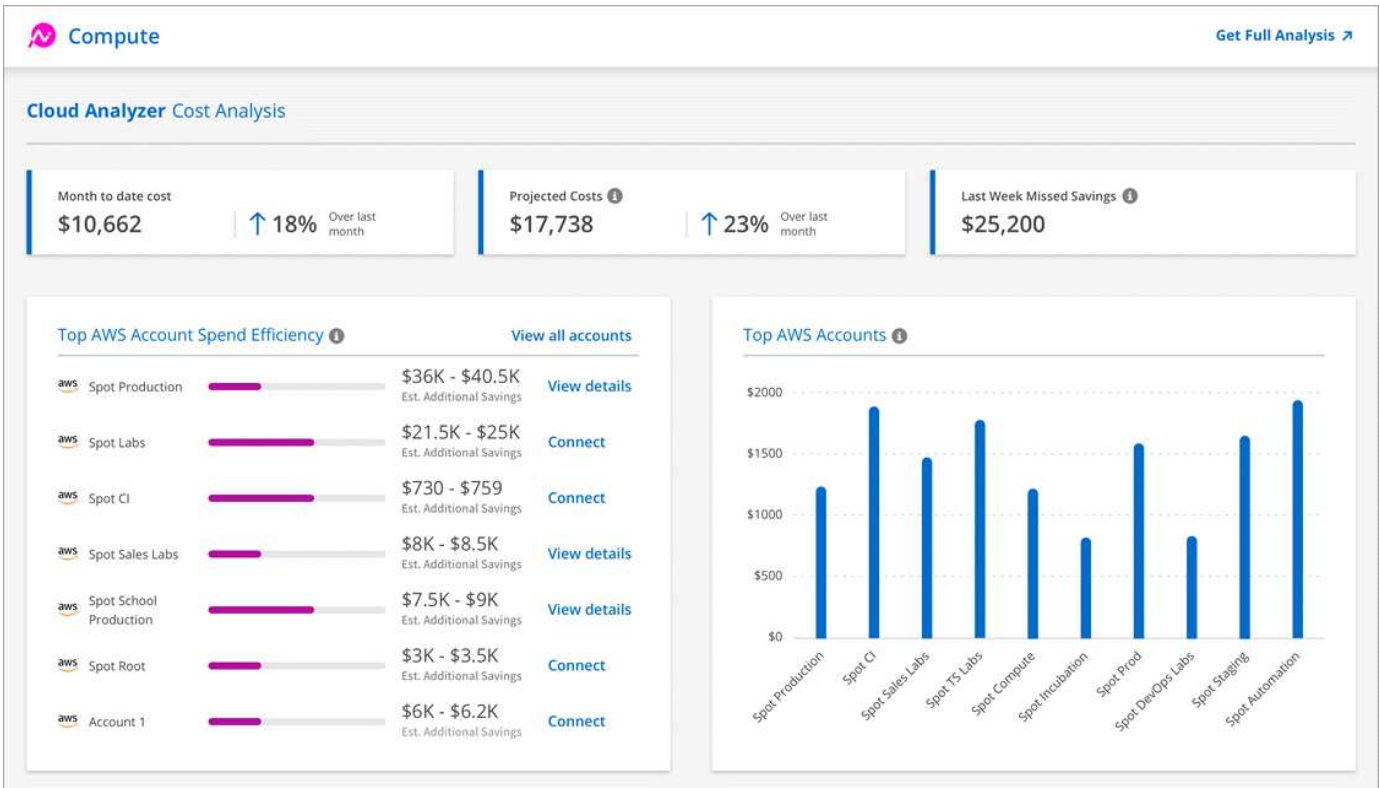 Compute
Get Full Analysis
Cloud Analyzer Cost Analysis
Month to date cost
$10,662
18%
Over last
month
Projected Costs
$17,738
23%
Over last
month
Last Week Missed Savings
$25,200
Top AWS Account Spend Efficiency
View all accounts
aws
Spot Production
$36K - $40.5K
Est. Additional Savings
View details
aws
Spot Labs
$21.5K - $25K
Est. Additional Savings
Connect
aws
Spot CI
$730 - $759
Est. Additional Savings
Connect
aws
Spot Sales Labs
$8K - $8.5K
Est. Additional Savings
View details
aws
Spot School
Production
$7.5K - $9K
Est. Additional Savings
View details
aws
Spot Root
$3K - $3.5K
Est. Additional Savings
Connect
aws
Account 1
$6K - $6.2K
Est. Additional Savings
Connect
Top AWS Accounts
$2000
$1500
$1000
$500
$0
Spot Production
Spot CI
Spot Sales Labs
Spot TS Labs
Spot Compute
Spot Incubation
Spot Prod
Spot DevOps Labs
Spot Staging
Spot Automation